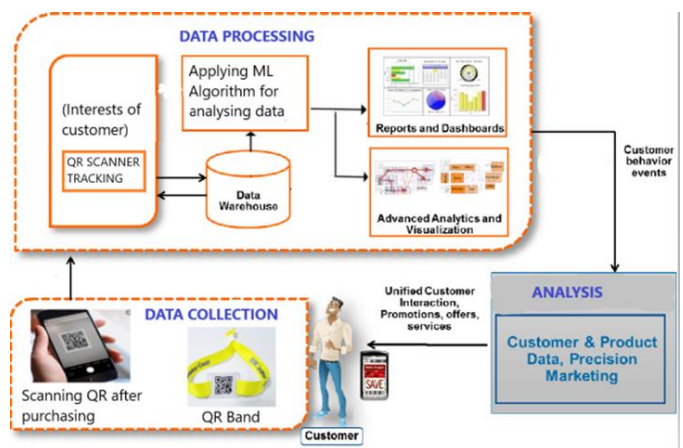 DATA PROCESSING
(Interests of
customer)
QR SCANNER
TRACKING
Applying ML
Algorithm for
analysing data
Data
Warehouse
Reports and Dashboards
Advanced Analytics and
Visualization
Customer
behavior
events
DATA COLLECTION
Scanning QR after
purchasing
QR Band
Customer
Unified Customer
Interaction,
Promotions, offers,
services
SAVE
ANALYSIS
Customer & Product
Data, Precision
Marketing